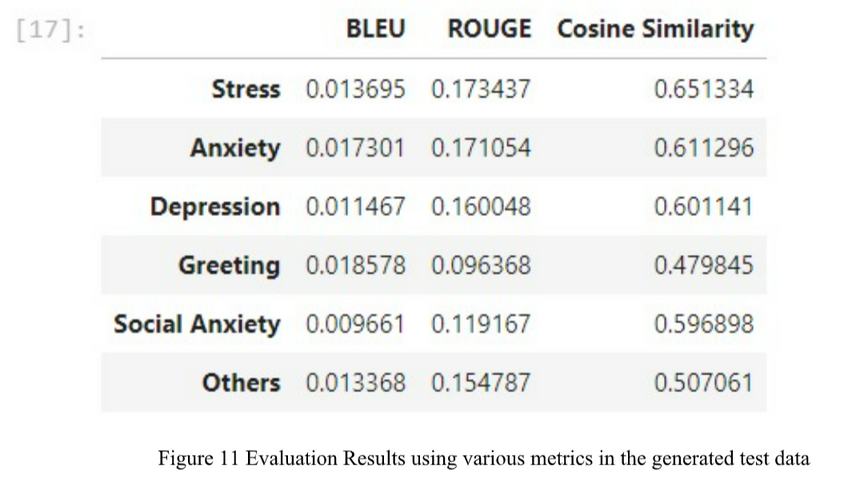 [17]: BLEU ROUGE Cosine Similarity
Stress 0.013695 0.173437 0.651334
Anxiety 0.017301 0.171054 0.611296
Depression 0.011467 0.160048 0.601141
Greeting 0.018578 0.096368 0.479845
Social Anxiety 0.009661 0.119167 0.596898
Others 0.013368 0.154787 0.507061
Figure 11 Evaluation Results using various metrics in the generated test data